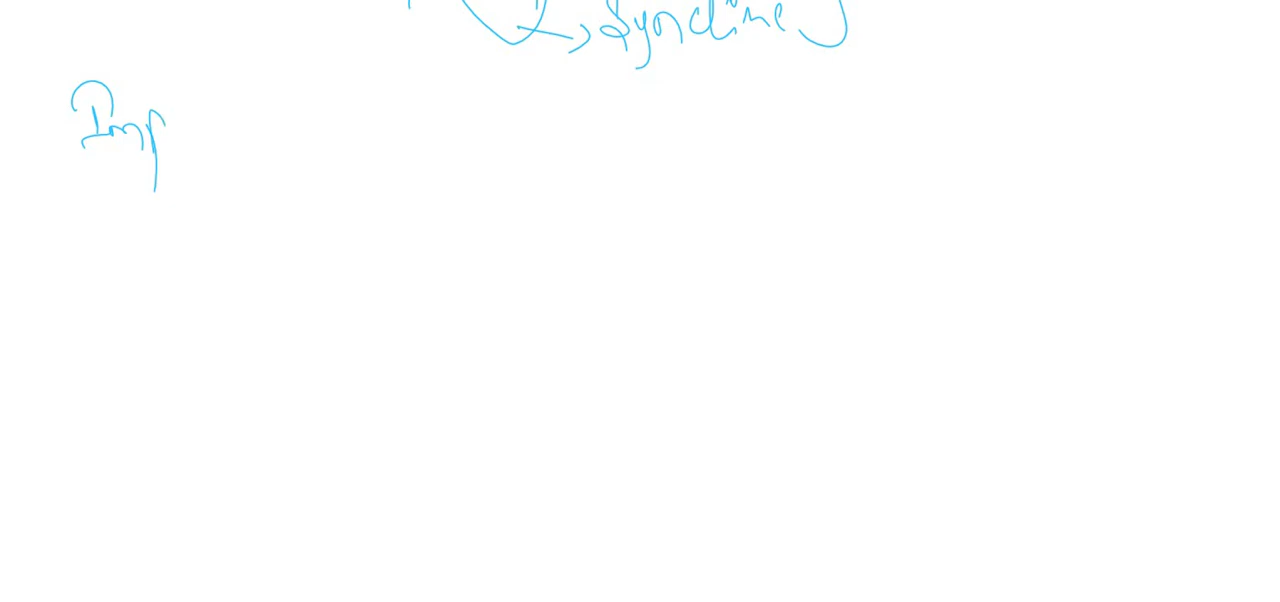 → Syncline
Imp